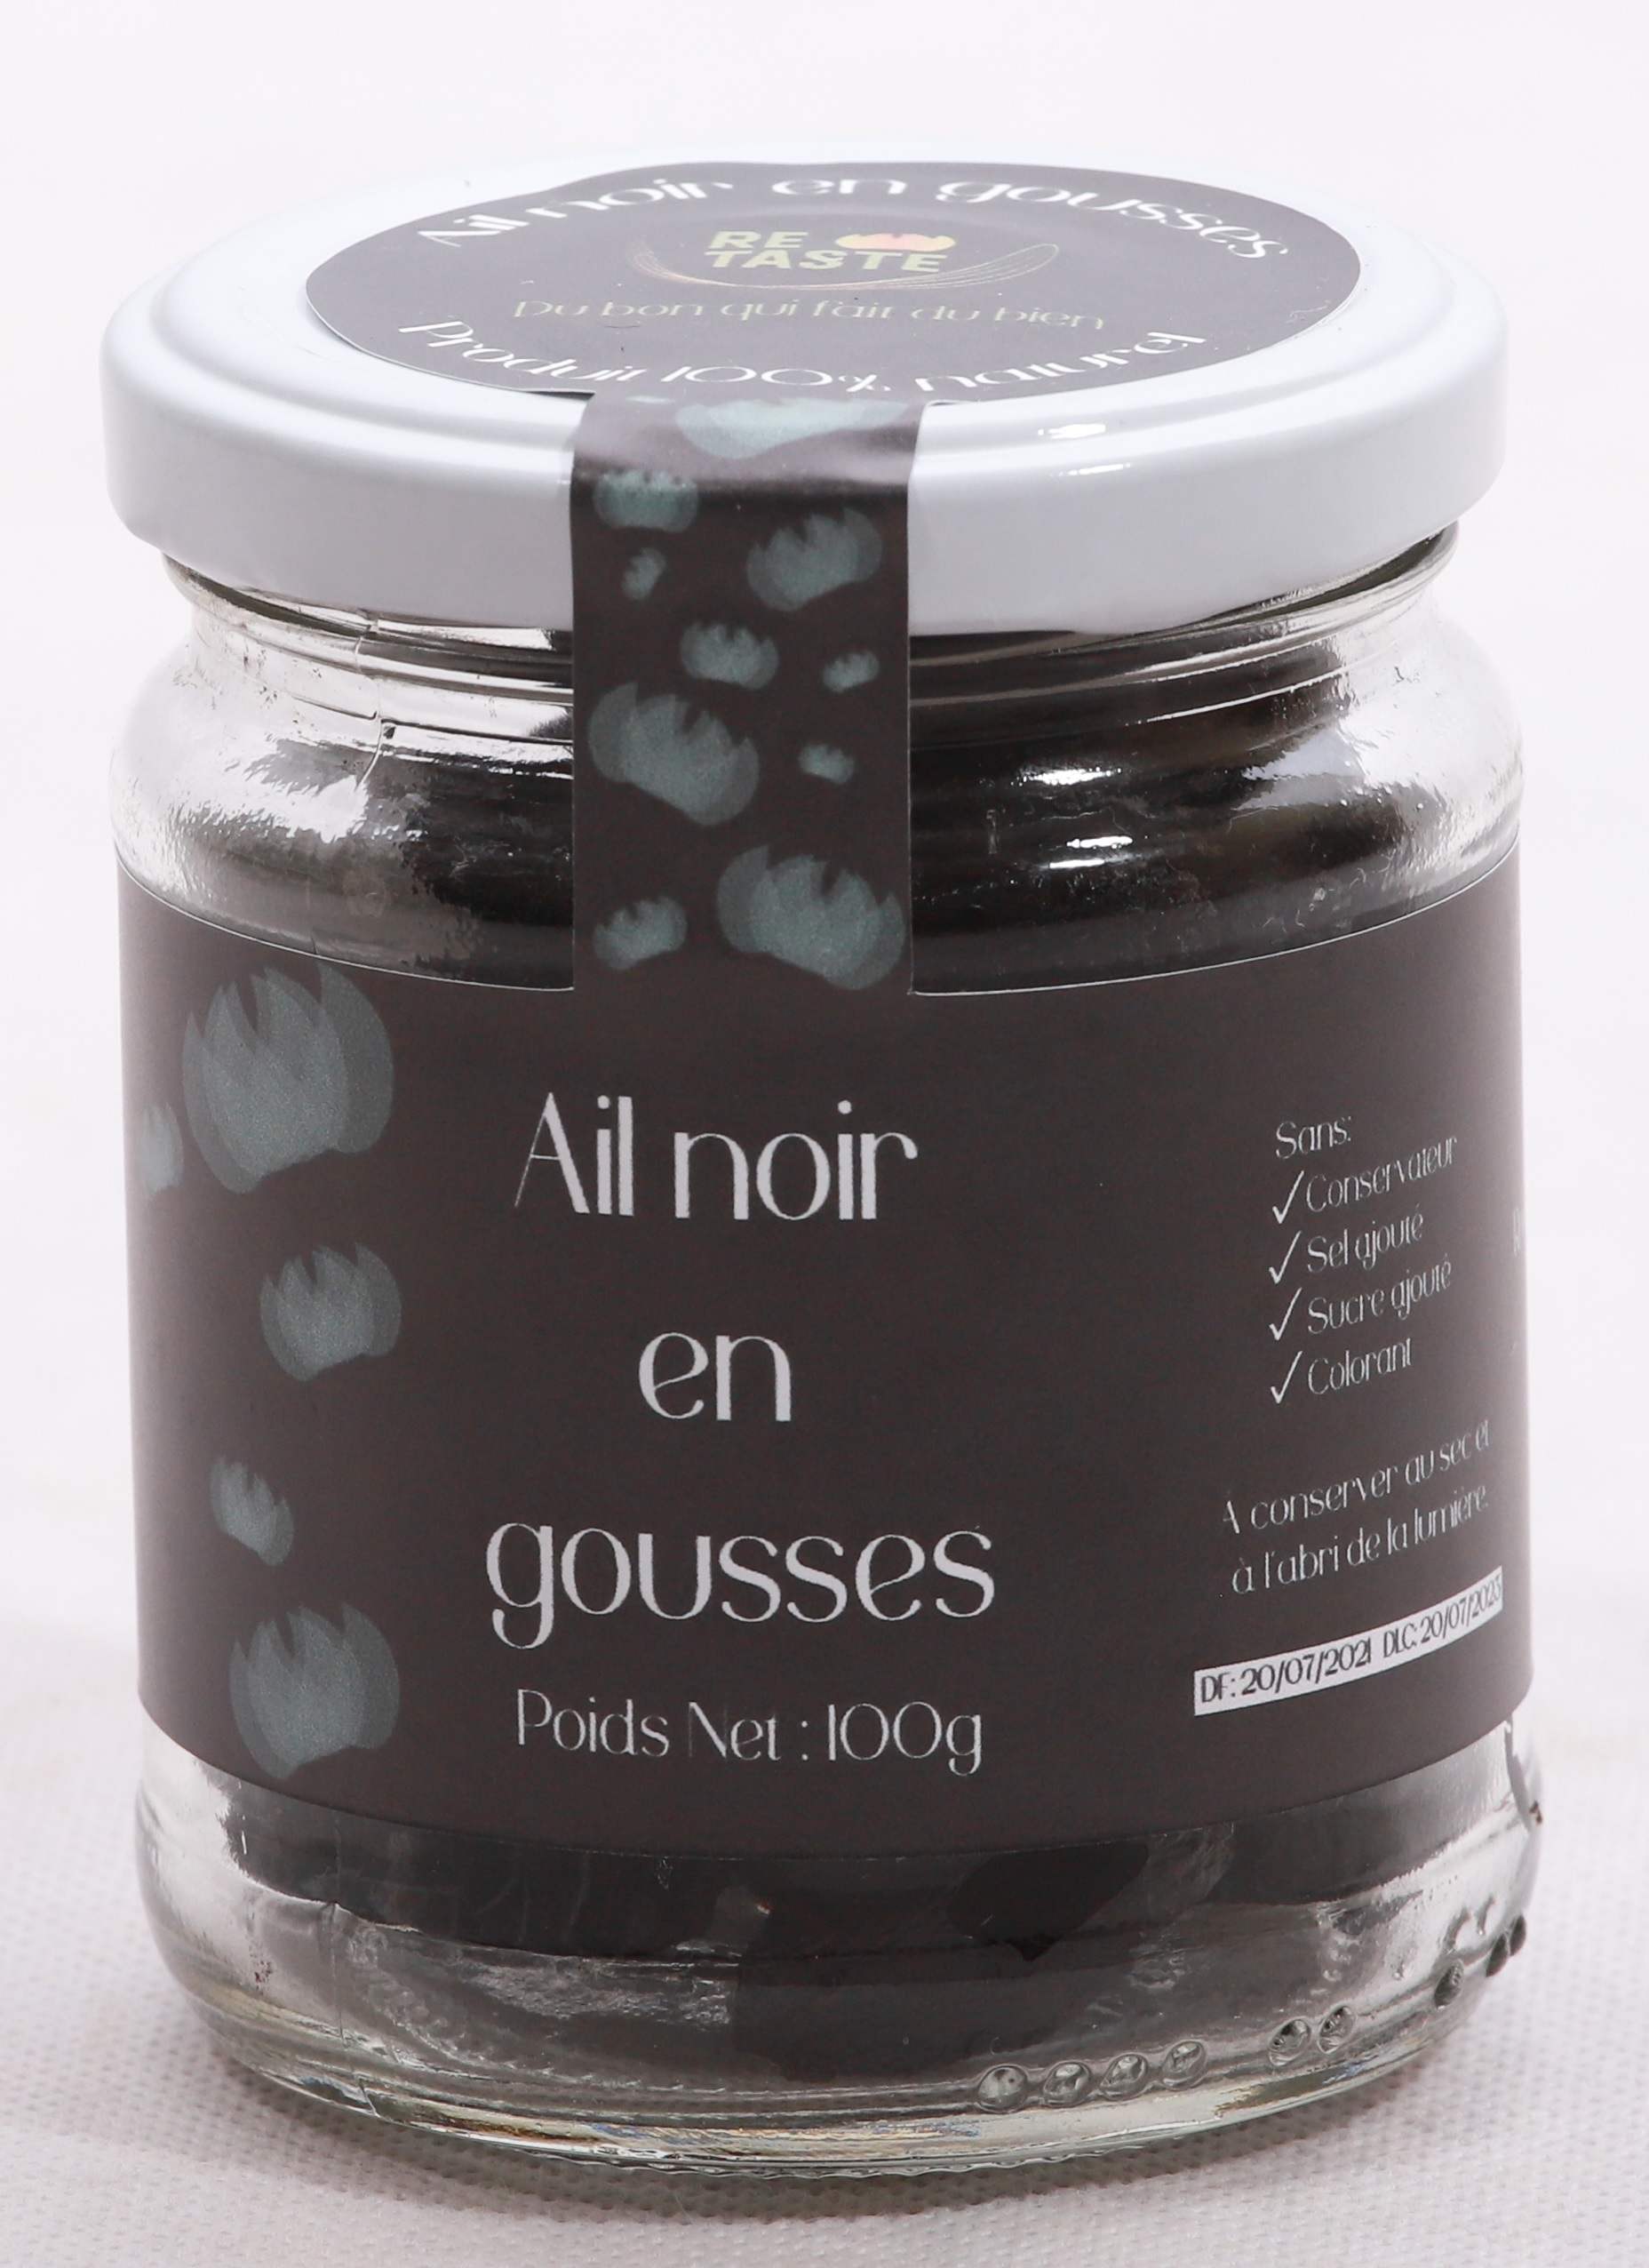 Ail noir en gousses
RE
TASTE
Du bon qui fait du bien
Produit 100% naturel
Ail noir
en
gousses
Poids Net : 100g
Sans:
✓ Conservateur
✓ Sel ajouté
✓ Sucre ajouté
✓ Colorant
A conserver au sec et
à l'abri de la lumière.
DF: 20/07/2021 DLC: 20/07/2023